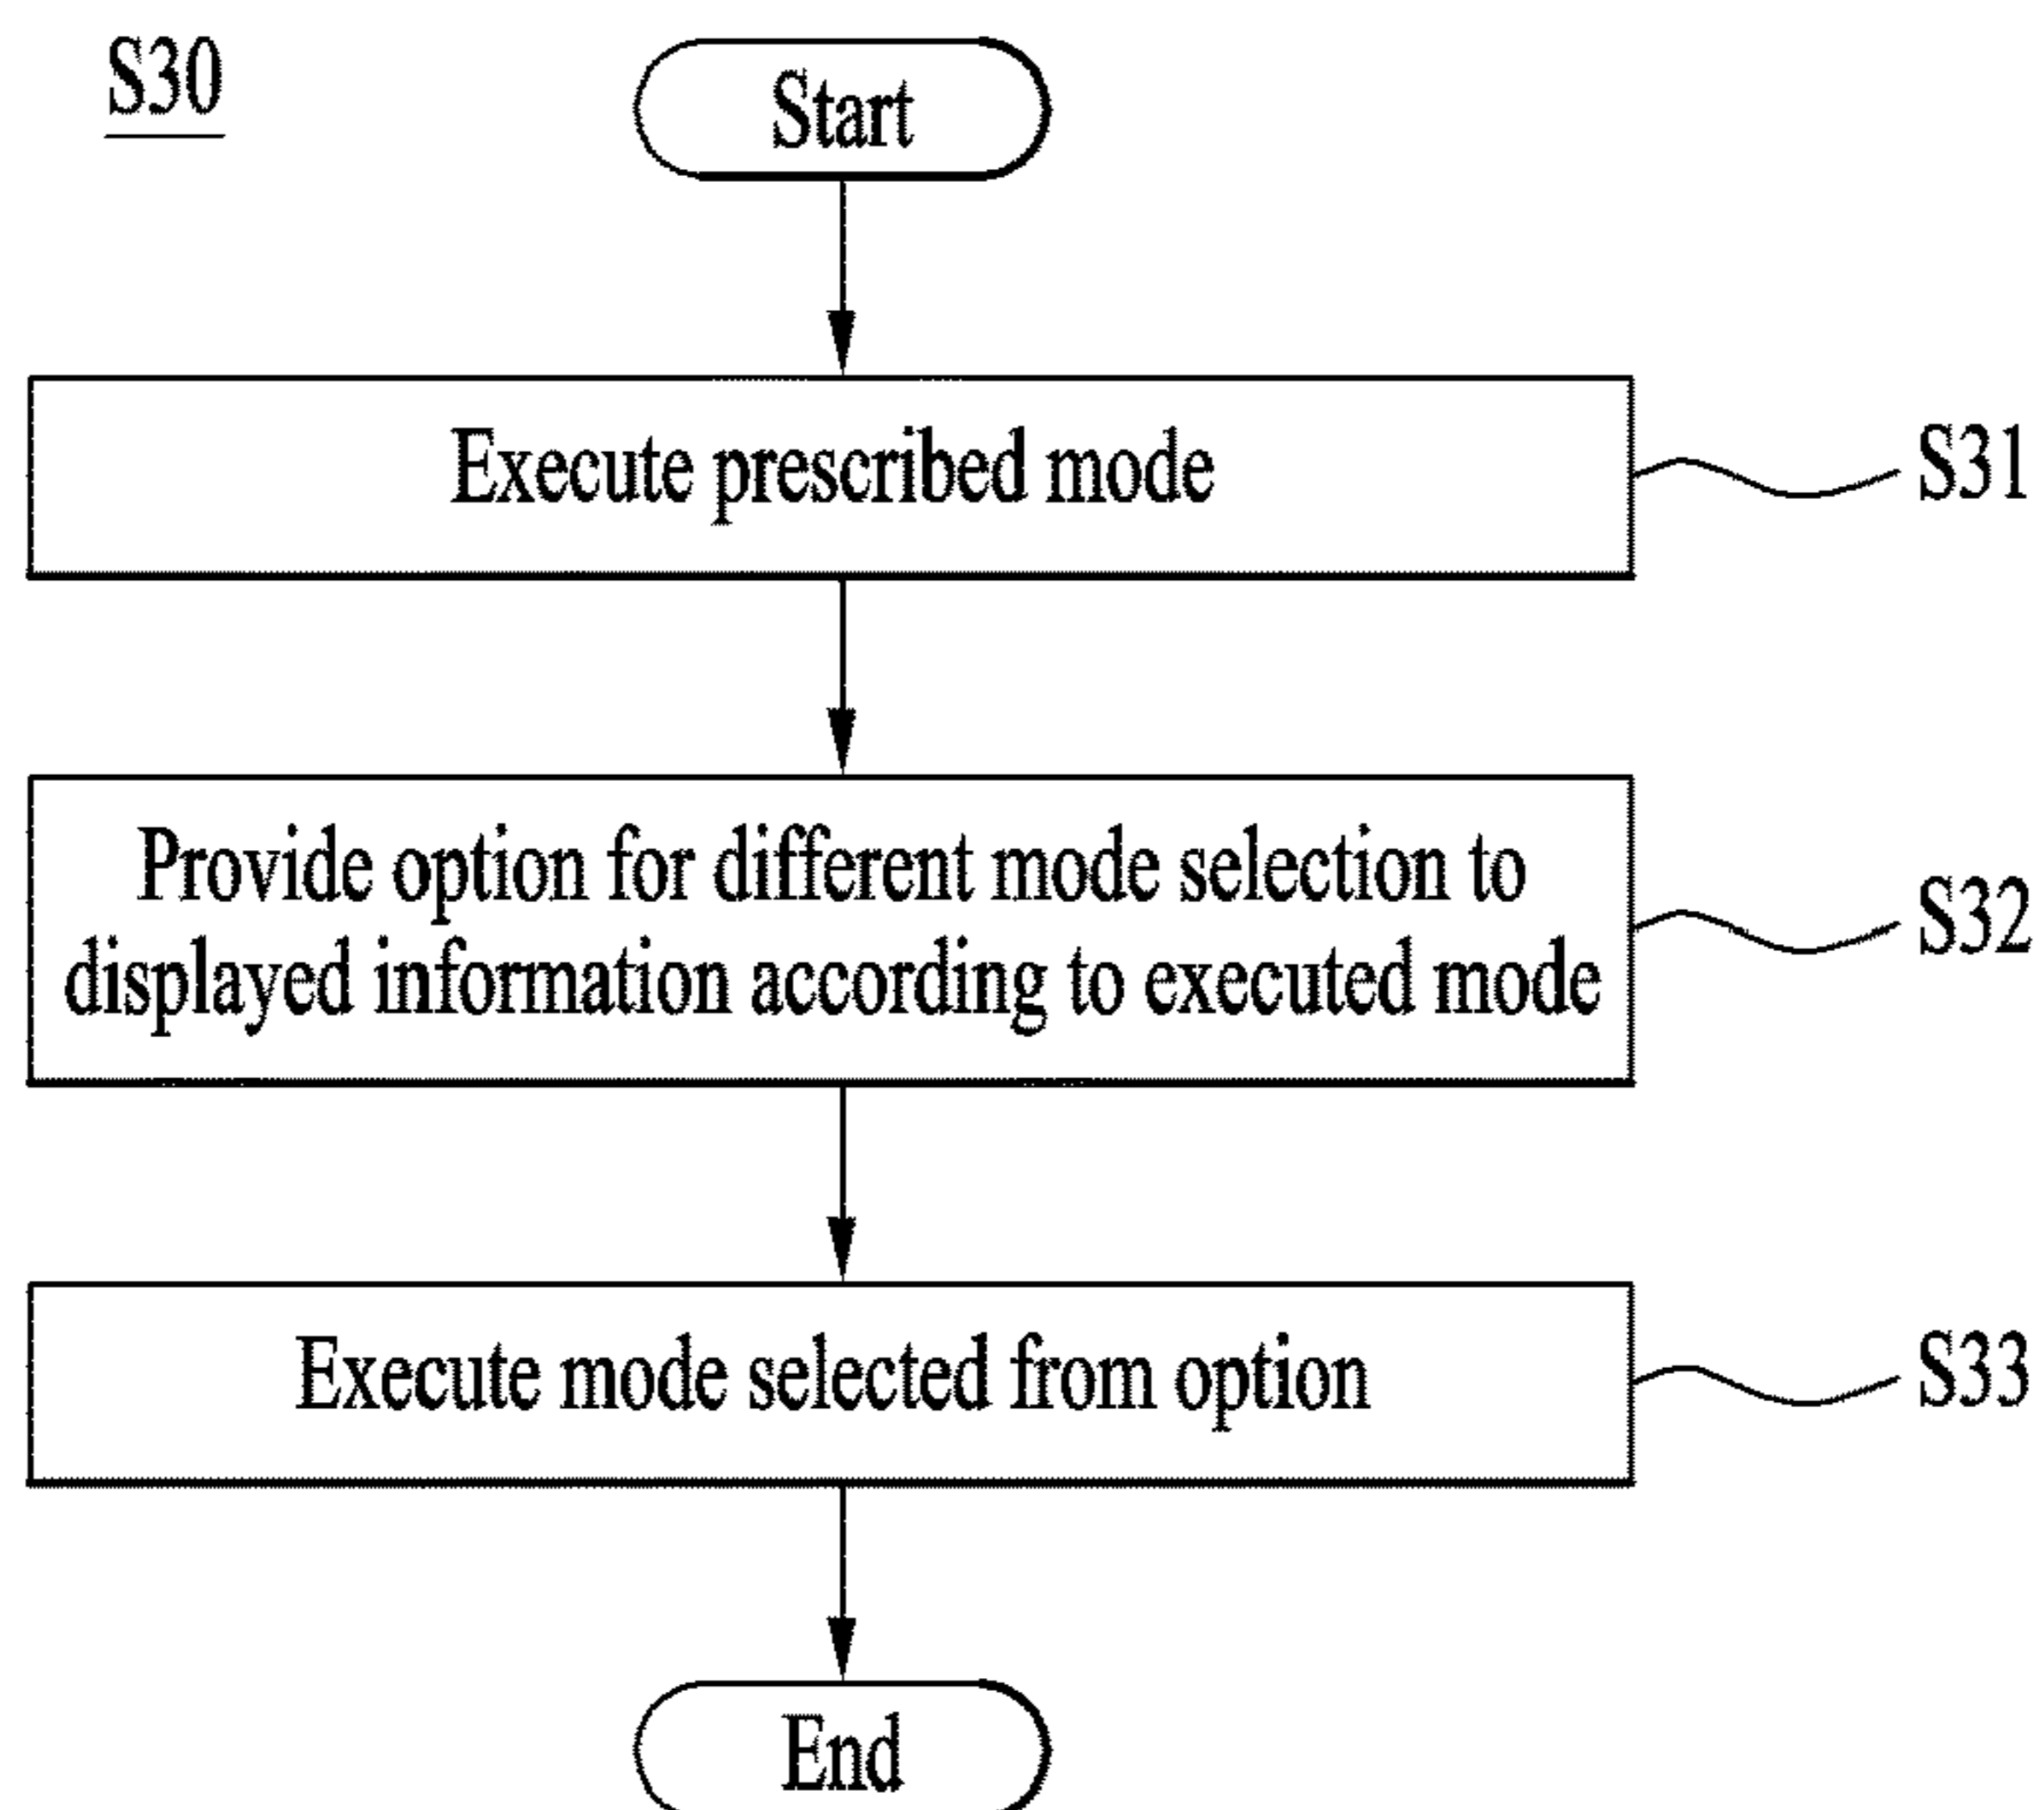 S30
Start
Execute prescribed mode
S31
Provide option for different mode selection to
displayed information according to executed mode
S32
Execute mode selected from option
S33
End